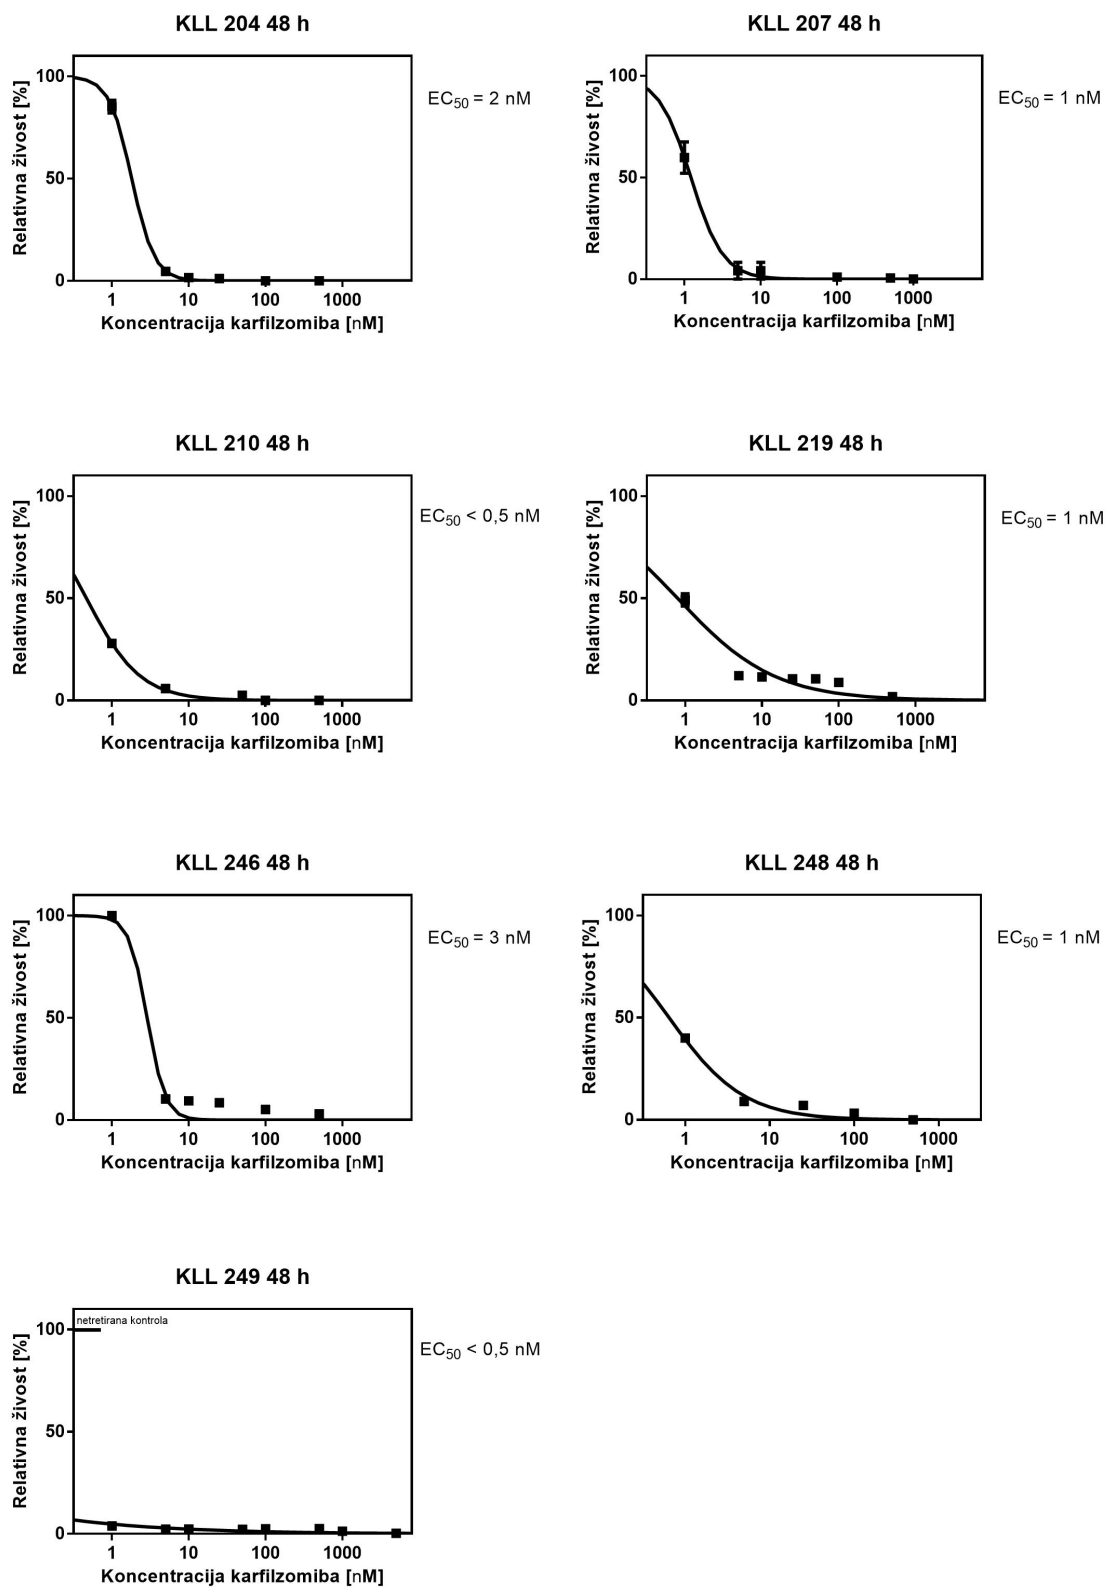 KLL 204 48 h
Relativna živost [%]
100
50
0
1 10 100 1000
Koncentracija karfilzomiba [nM]
EC50 = 2 nM
KLL 207 48 h
Relativna živost [%]
100
50
0
1 10 100 1000
Koncentracija karfilzomiba [nM]
EC50 = 1 nM
KLL 210 48 h
Relativna živost [%]
100
50
0
1 10 100 1000
Koncentracija karfilzomiba [nM]
EC50 < 0,5 nM
KLL 219 48 h
Relativna živost [%]
100
50
0
1 10 100 1000
Koncentracija karfilzomiba [nM]
EC50 = 1 nM
KLL 246 48 h
Relativna živost [%]
100
50
0
1 10 100 1000
Koncentracija karfilzomiba [nM]
EC50 = 3 nM
KLL 248 48 h
Relativna živost [%]
100
50
0
1 10 100 1000
Koncentracija karfilzomiba [nM]
EC50 = 1 nM
KLL 249 48 h
Relativna živost [%]
netretirana kontrola
100
50
0
1 10 100 1000
Koncentracija karfilzomiba [nM]
EC50 < 0,5 nM